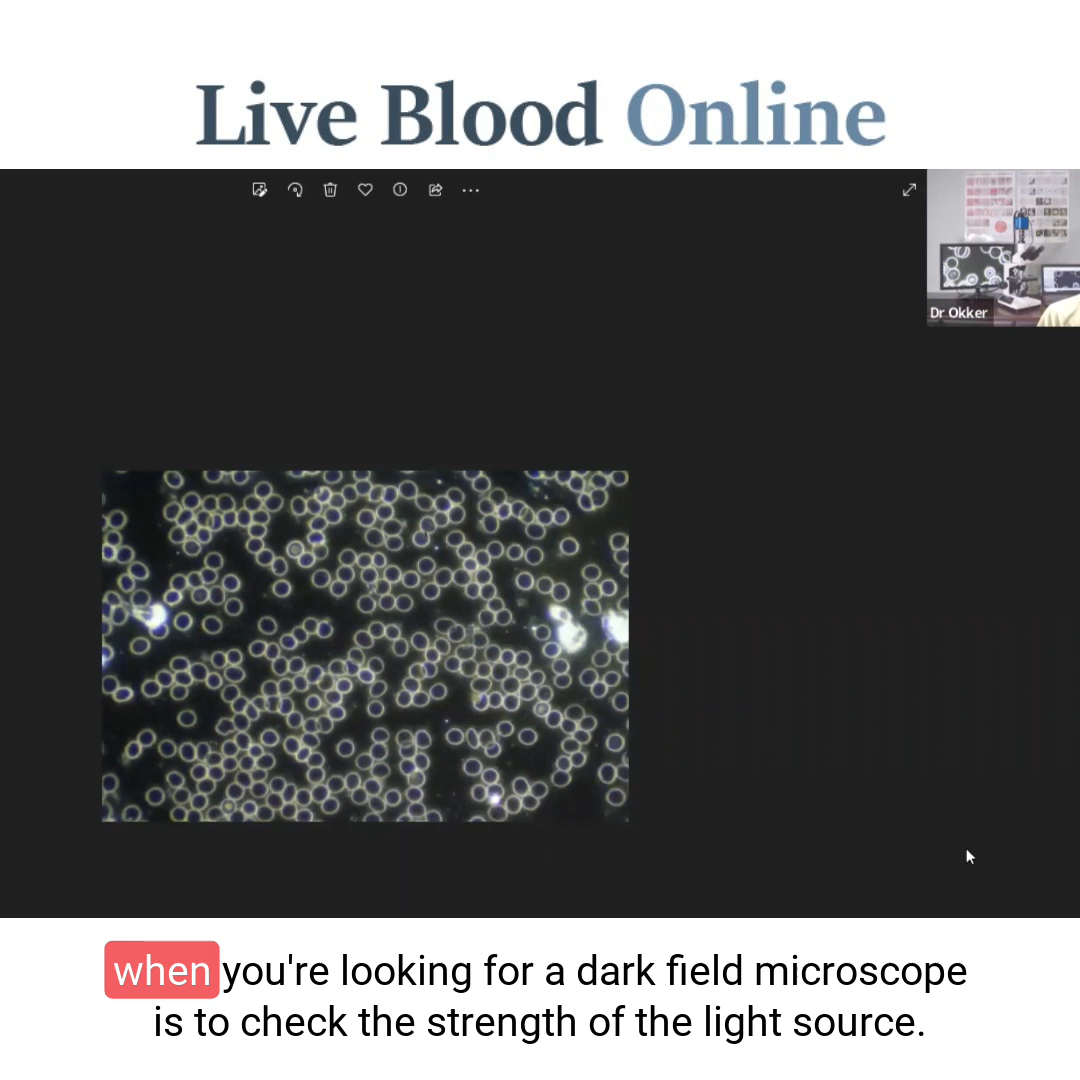 Live Blood Online
Dr Okker
when you're looking for a dark field microscope
is to check the strength of the light source.